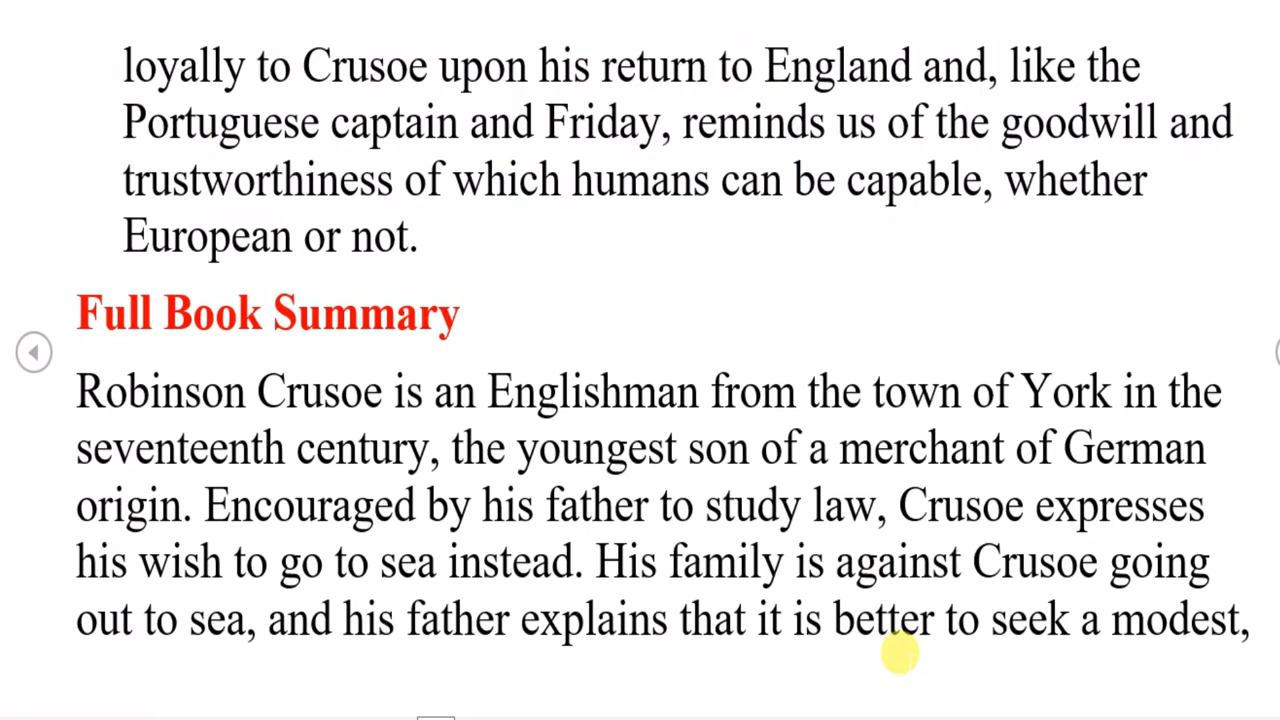 loyally to Crusoe upon his return to England and, like the
Portuguese captain and Friday, reminds us of the goodwill and
trustworthiness of which humans can be capable, whether
European or not.
Full Book Summary
Robinson Crusoe is an Englishman from the town of York in the
seventeenth century, the youngest son of a merchant of German
origin. Encouraged by his father to study law, Crusoe expresses
his wish to go to sea instead. His family is against Crusoe going
out to sea, and his father explains that it is better to seek a modest,